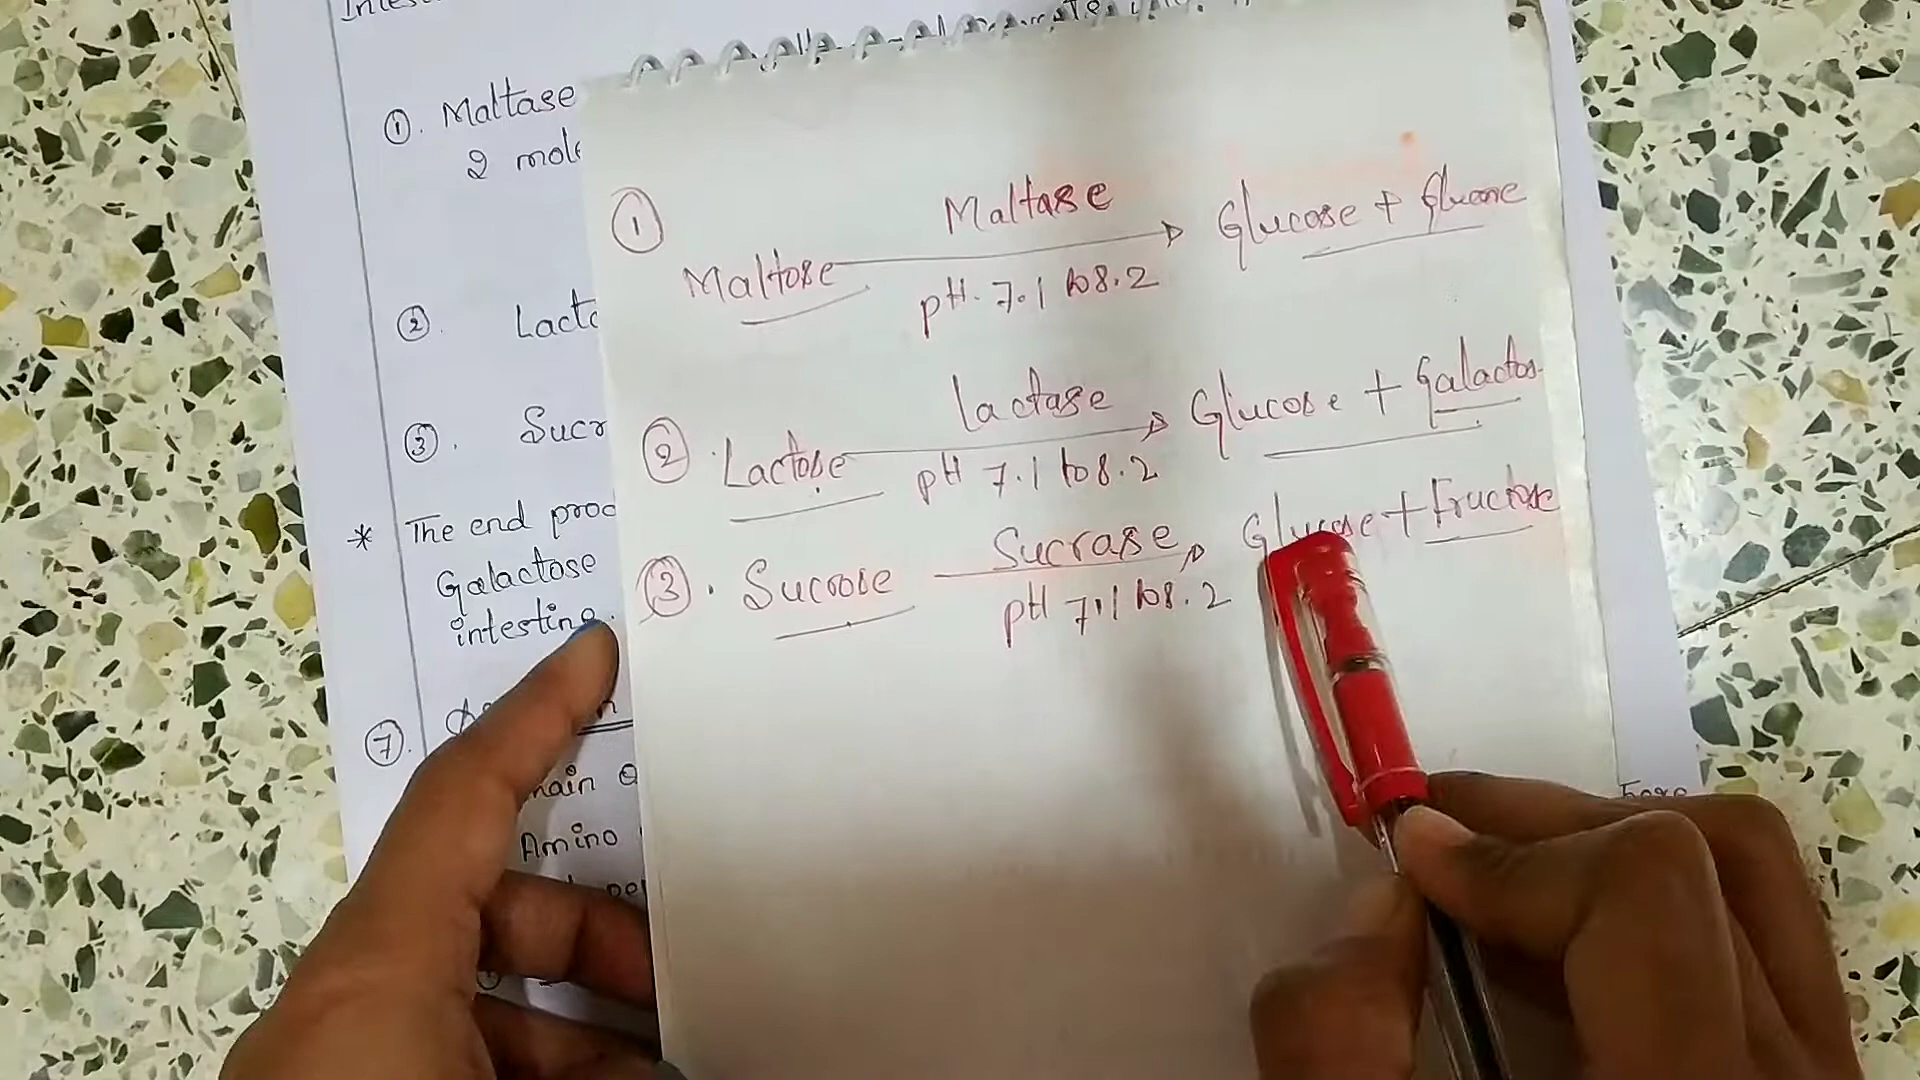 ① Maltase
2 mole
② Lacto
③ Sucr
* The end prod
Galactose
intestine
⑦
main
Amino
① Maltase
Maltose → Glucose + Glucose
pH 7.1 to 8.2
Lactase
② Lactose → Glucose + Galactos
pH 7.1 to 8.2
Sucrase
③ Sucrose → Glucose + Fructose
pH 7.1 to 8.2